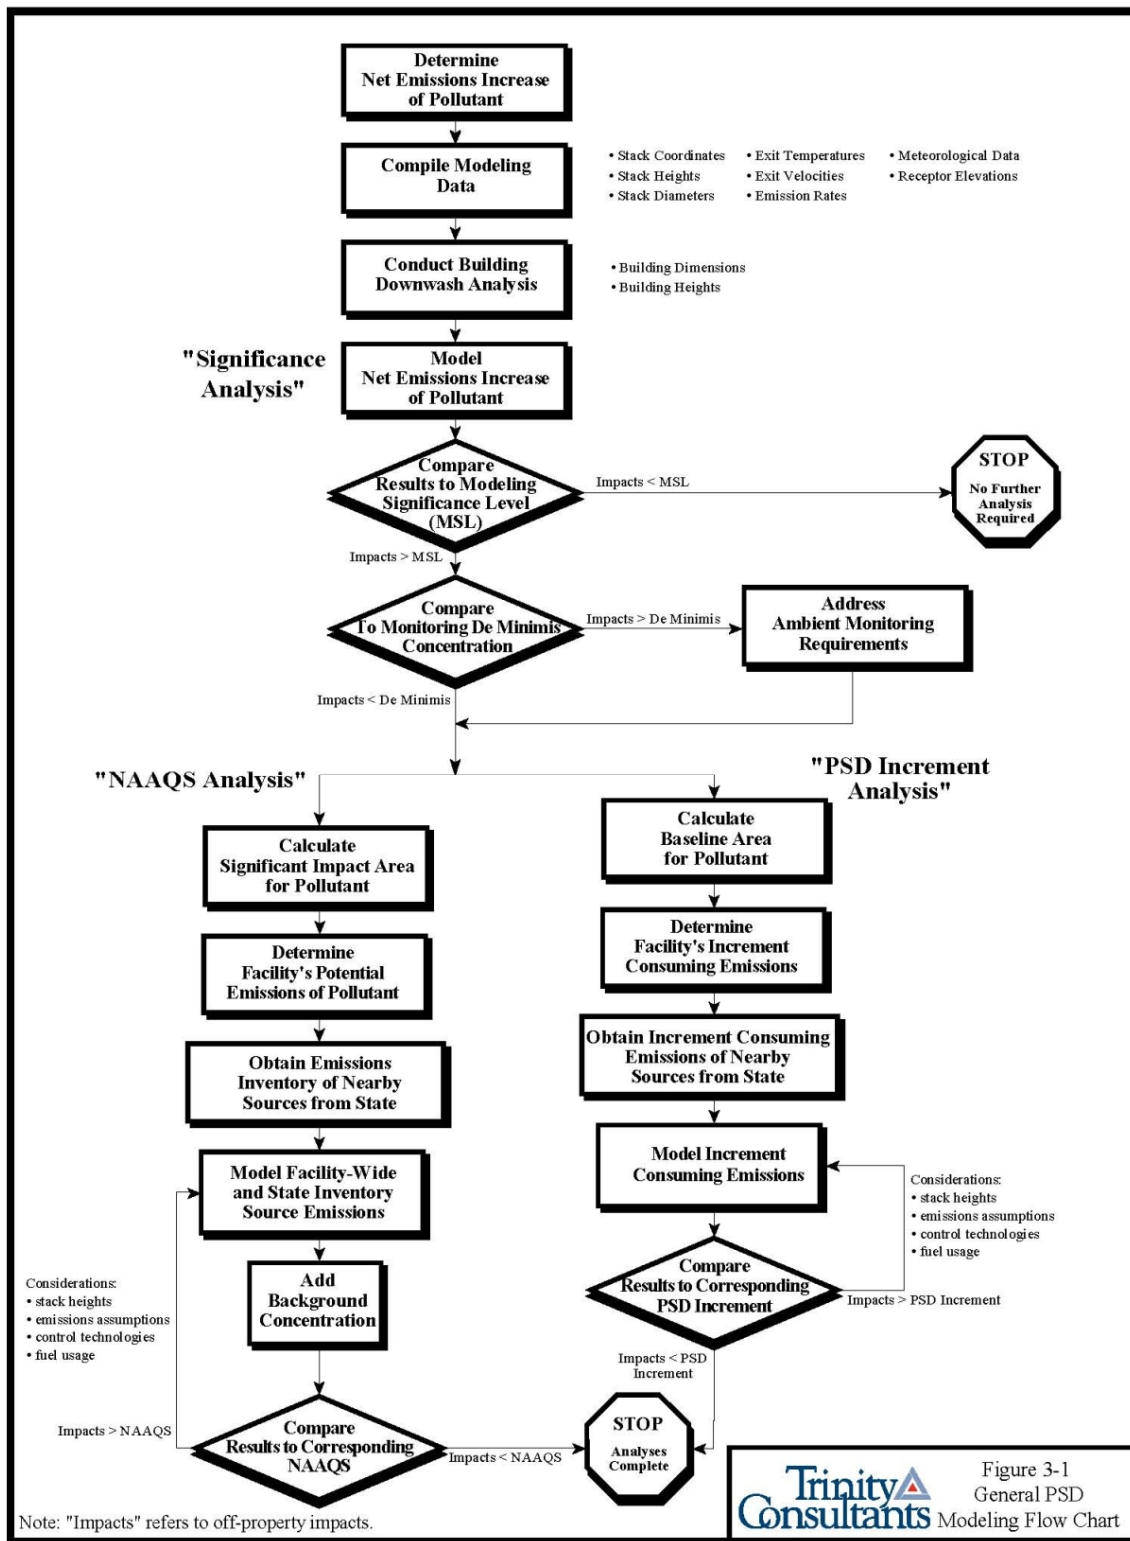 Determine
Net Emissions Increase
of Pollutant
Compile Modeling
Data
• Stack Coordinates
• Stack Heights
• Stack Diameters
• Exit Temperatures
• Exit Velocities
• Emission Rates
• Meteorological Data
• Receptor Elevations
Conduct Building
Downwash Analysis
• Building Dimensions
• Building Heights
"Significance
Analysis"
Model
Net Emissions Increase
of Pollutant
Compare
Results to Modeling
Significance Level
(MSL)
Impacts < MSL
STOP
No Further
Analysis
Required
Impacts > MSL
Compare
To Monitoring De Minimis
Concentration
Impacts > De Minimis
Address
Ambient Monitoring
Requirements
Impacts < De Minimis
"NAAQS Analysis"
"PSD Increment
Analysis"
Calculate
Significant Impact Area
for Pollutant
Determine
Facility's Potential
Emissions of Pollutant
Obtain Emissions
Inventory of Nearby
Sources from State
Model Facility-Wide
and State Inventory
Source Emissions
Add
Background
Concentration
Considerations:
• stack heights
• emissions assumptions
• control technologies
• fuel usage
Impacts > NAAQS
Compare
Results to Corresponding
NAAQS
Impacts < NAAQS
Calculate
Baseline Area
for Pollutant
Determine
Facility's Increment
Consuming Emissions
Obtain Increment Consuming
Emissions of Nearby
Sources from State
Model Increment
Consuming Emissions
Considerations:
• stack heights
• emissions assumptions
• control technologies
• fuel usage
Compare
Results to Corresponding
PSD Increment
Impacts > PSD Increment
Impacts < PSD
Increment
STOP
Analyses
Complete
Note: "Impacts" refers to off-property impacts.
Trinity
Consultants
Figure 3-1
General PSD
Modeling Flow Chart